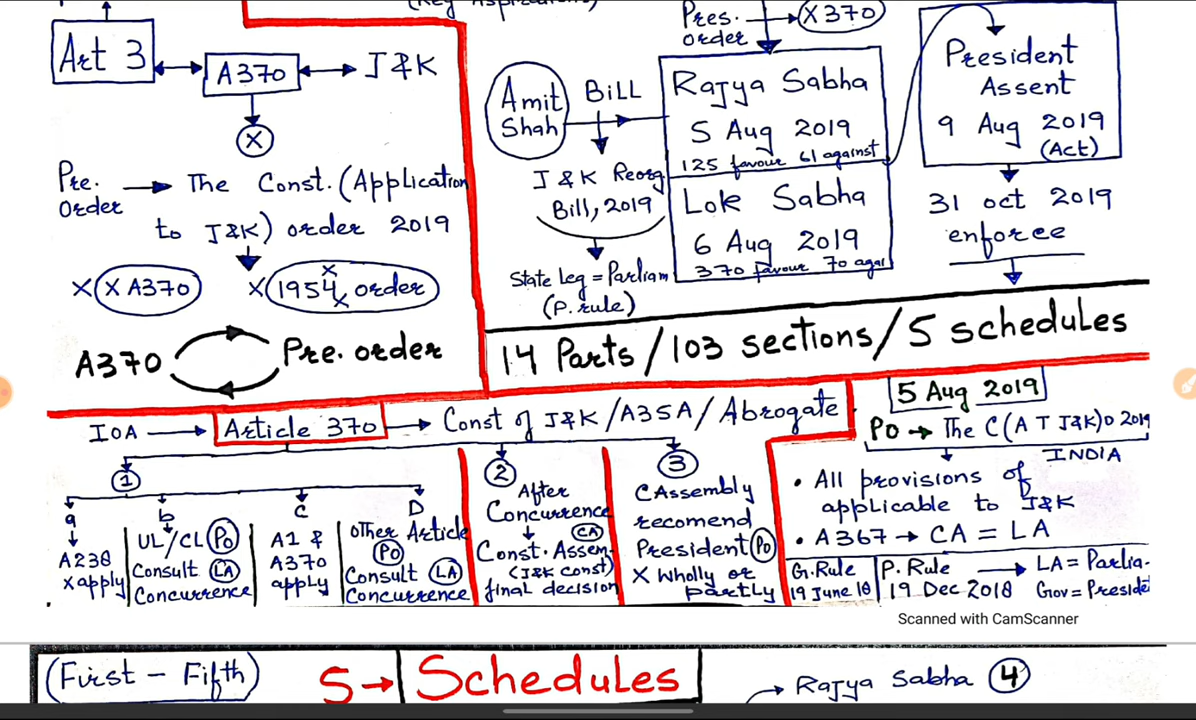 Pres. → X370
order
Art 3 ↔ A370 ↔ J&K
X
Pre. → The Const. (Application
Order
to J&K) order 2019
X (X A370) X (1954 order)
A370 Pre. order
Amit
Shah
BiLL
J & K Reorg
Bill, 2019
State Leg = Parliam
(P. rule)
Rajya Sabha
5 Aug 2019
125 favour 61 against
Lok Sabha
6 Aug 2019
370 favour 70 agai
President
Assent
9 Aug 2019
(Act)
31 oct 2019
enforce
14 Parts / 103 sections / 5 schedules
IOA → Article 370 → Const of J&K / A35A / Abrogate
1
a
A238
X apply
b
UL/CL (PO)
Consult (LA)
Concurrence
C
A1 &
A370
apply
D
other Article
(PO)
Consult (LA)
Concurrence
2
After
Concurrence
(CA)
Const. Assem-
(J&K const)
final decision
3
CAssembly
recomend
President (PO)
X Wholly or
partly
5 Aug 2019
PO → The C(A T J&K)O 2019
INDIA
• All provisions of
applicable to J&K
• A367 → CA = LA
G. Rule
19 June 18
P. Rule → LA = Parlia-
19 Dec 2018 Gov = Preside
Scanned with CamScanner
(First - Fifth) 5 → Schedules
→ Rajya Sabha 4